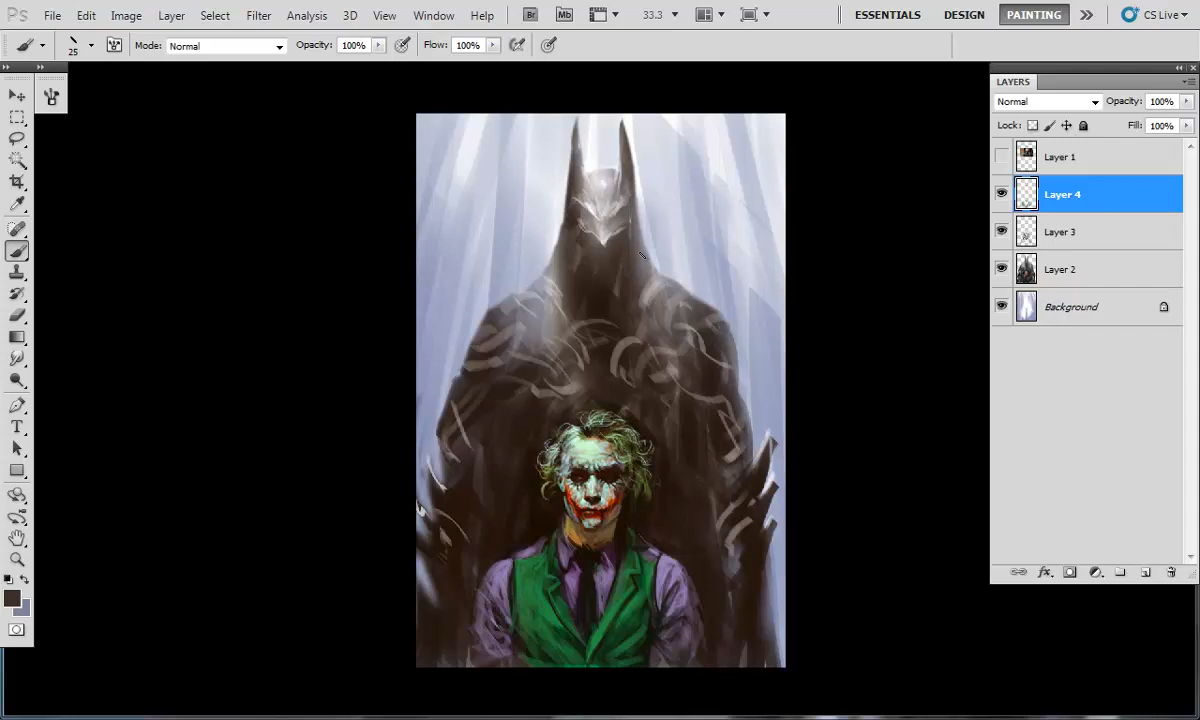 Ps File Edit Image Layer Select Filter Analysis 3D View Window Help Br Mb 33.3 ESSENTIALS DESIGN PAINTING CS Live
25 Mode: Normal Opacity: 100% Flow: 100%
LAYERS
Normal Opacity: 100%
Lock: Fill: 100%
Layer 1
Layer 4
Layer 3
Layer 2
Background
T
fx